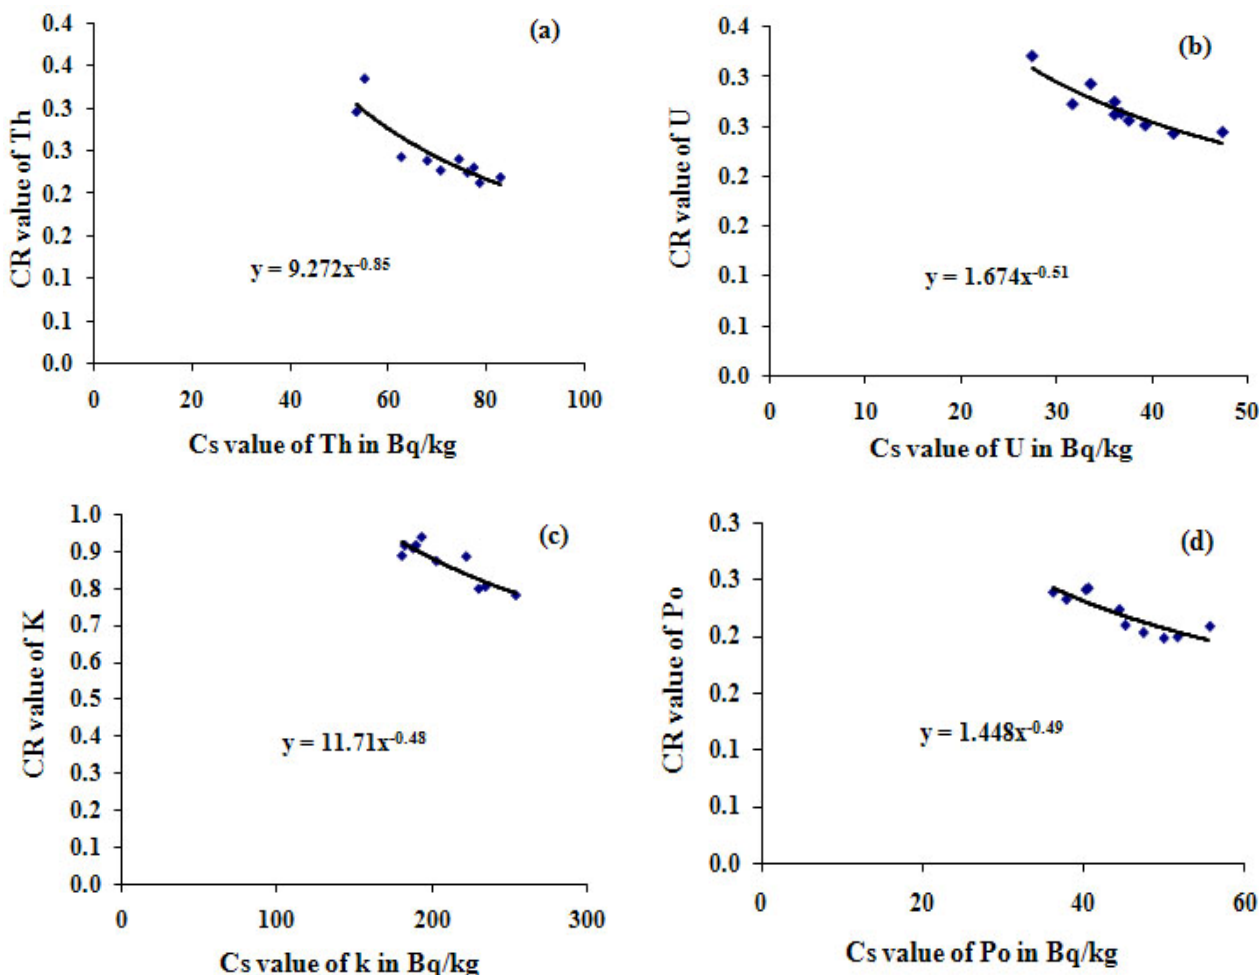 (a)
CR value of Th
0.4
0.4
0.3
0.3
0.2
0.2
0.1
0.1
0.0
y = 9.272x^-0.85
0 20 40 60 80 100
Cs value of Th in Bq/kg
(b)
CR value of U
0.4
0.3
0.3
0.2
0.2
0.1
0.1
0.0
y = 1.674x^-0.51
0 10 20 30 40 50
Cs value of U in Bq/kg
(c)
CR value of K
1.0
0.9
0.8
0.7
0.6
0.5
0.4
0.3
0.2
0.1
0.0
y = 11.71x^-0.48
0 100 200 300
Cs value of k in Bq/kg
(d)
CR value of Po
0.3
0.3
0.2
0.2
0.1
0.1
0.0
y = 1.448x^-0.49
0 20 40 60
Cs value of Po in Bq/kg